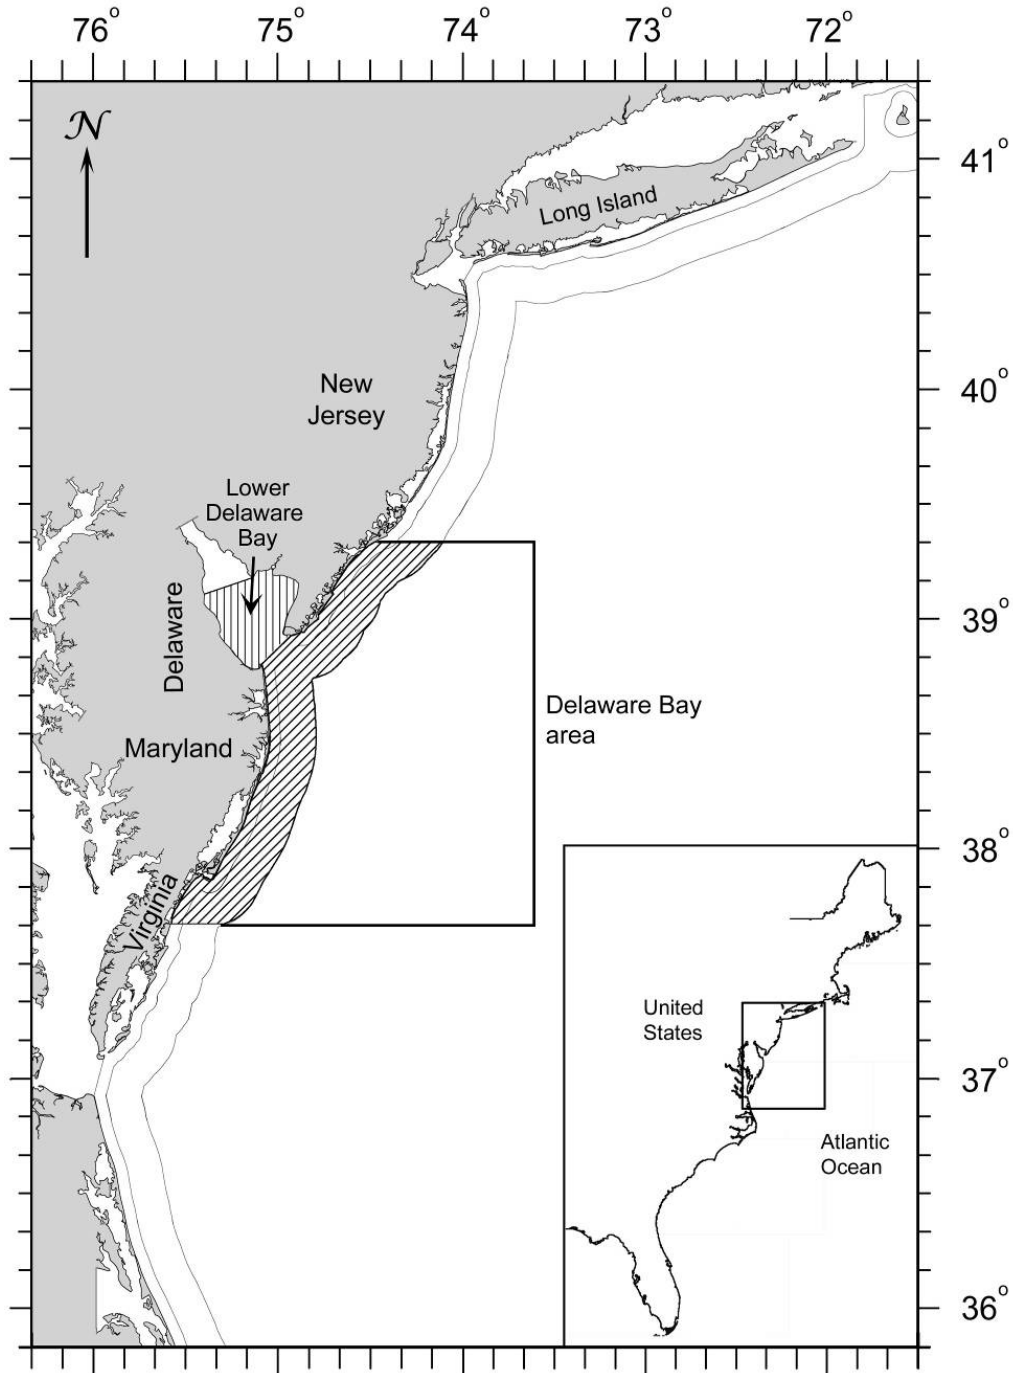 76° 75° 74° 73° 72°
N
41°
Long Island
40°
New
Jersey
Lower
Delaware
Bay
39°
Delaware
Delaware Bay
area
Maryland
38°
Virginia
United
States
37°
Atlantic
Ocean
36°